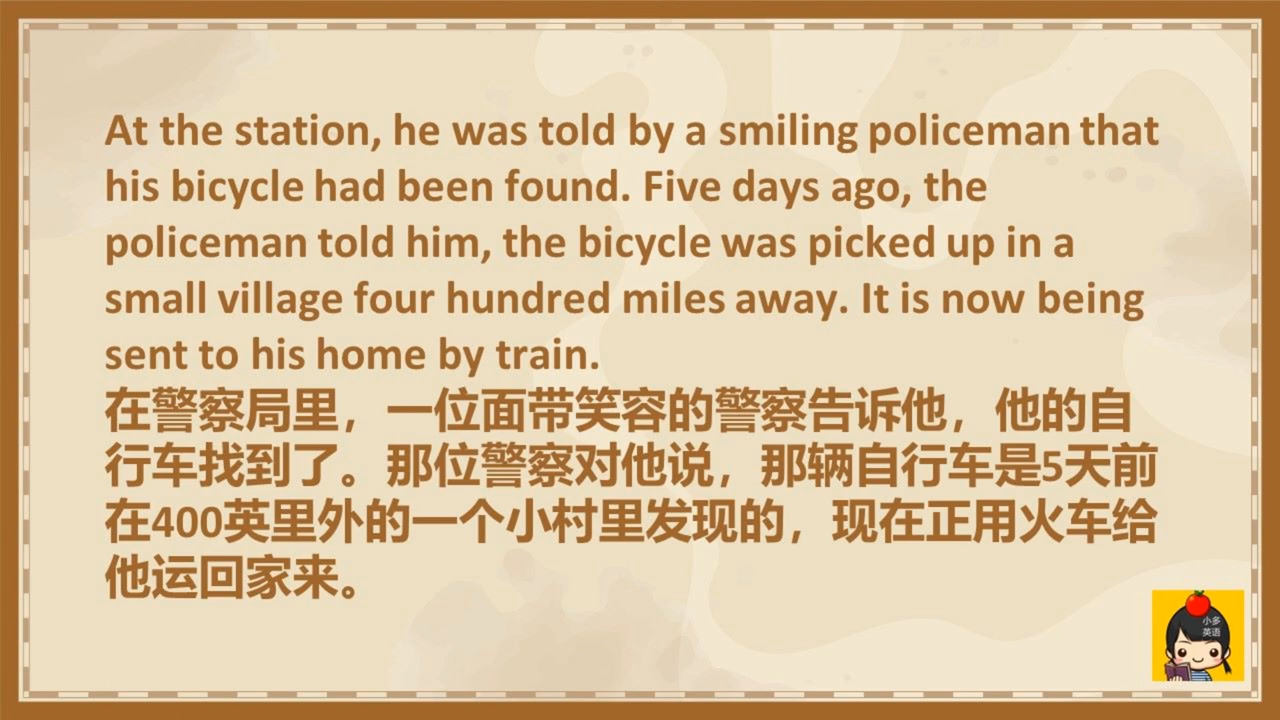 At the station, he was told by a smiling policeman that
his bicycle had been found. Five days ago, the
policeman told him, the bicycle was picked up in a
small village four hundred miles away. It is now being
sent to his home by train.
在警察局里，一位面带笑容的警察告诉他，他的自
行车找到了。那位警察对他说，那辆自行车是5天前
在400英里外的一个小村里发现的，现在正用火车给
他运回家来。
小多
英语